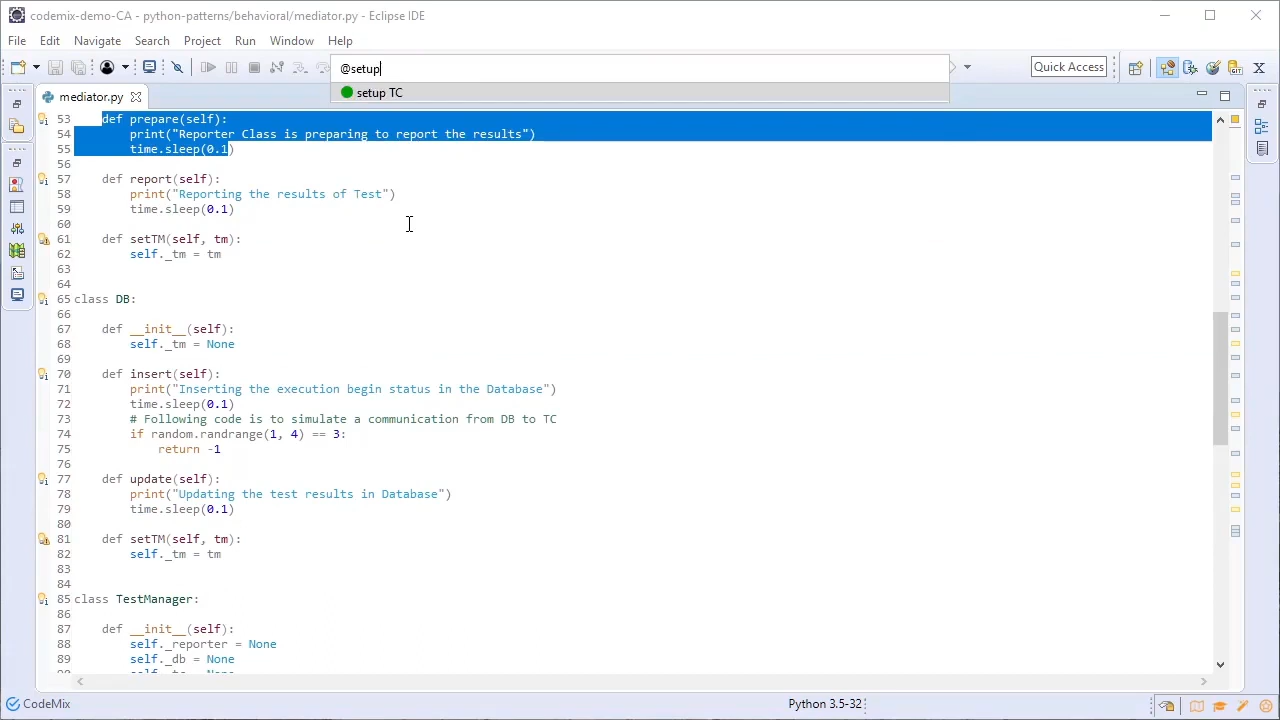 codemix-demo-CA - python-patterns/behavioral/mediator.py - Eclipse IDE
File Edit Navigate Search Project Run Window Help
@setup
Quick Access
setup TC
mediator.py
53 def prepare(self):
54 print("Reporter Class is preparing to report the results")
55 time.sleep(0.1)
56
57 def report(self):
58 print("Reporting the results of Test")
59 time.sleep(0.1)
60
61 def setTM(self, tm):
62 self._tm = tm
63
64
65 class DB:
66
67 def __init__(self):
68 self._tm = None
69
70 def insert(self):
71 print("Inserting the execution begin status in the Database")
72 time.sleep(0.1)
73 # Following code is to simulate a communication from DB to TC
74 if random.randrange(1, 4) == 3:
75 return -1
76
77 def update(self):
78 print("Updating the test results in Database")
79 time.sleep(0.1)
80
81 def setTM(self, tm):
82 self._tm = tm
83
84
85 class TestManager:
86
87 def __init__(self):
88 self._reporter = None
89 self._db = None
CodeMix
Python 3.5-32